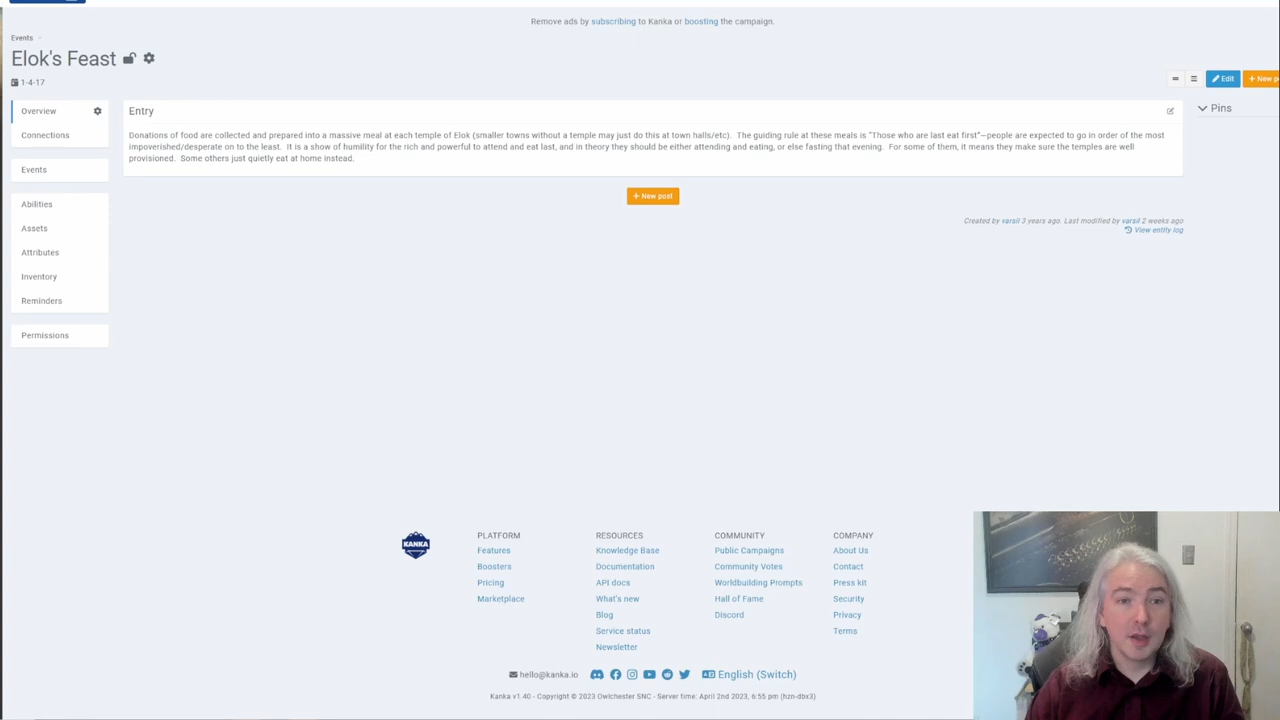 Remove ads by subscribing to Kanka or boosting the campaign.
Events
Elok's Feast
1-4-17
Edit
+ New
Overview
Connections
Events
Abilities
Assets
Attributes
Inventory
Reminders
Permissions
Entry
Donations of food are collected and prepared into a massive meal at each temple of Elok (smaller towns without a temple may just do this at town halls/etc). The guiding rule at these meals is "Those who are last eat first"—people are expected to go in order of the most
impoverished/desperate on to the least. It is a show of humility for the rich and powerful to attend and eat last, and in theory they should be either attending and eating, or else fasting that evening. For some of them, it means they make sure the temples are well
provisioned. Some others just quietly eat at home instead.
+ New post
Created by varsil 3 years ago. Last modified by varsil 2 weeks ago
View entity log
Pins
KANKA
PLATFORM
Features
Boosters
Pricing
Marketplace
RESOURCES
Knowledge Base
Documentation
API docs
What's new
Blog
Service status
Newsletter
COMMUNITY
Public Campaigns
Community Votes
Worldbuilding Prompts
Hall of Fame
Discord
COMPANY
About Us
Contact
Press kit
Security
Privacy
Terms
hello@kanka.io
English (Switch)
Kanka v1.40 - Copyright © 2023 Owlchester SNC - Server time: April 2nd 2023, 6:55 pm (hzn-dbx3)